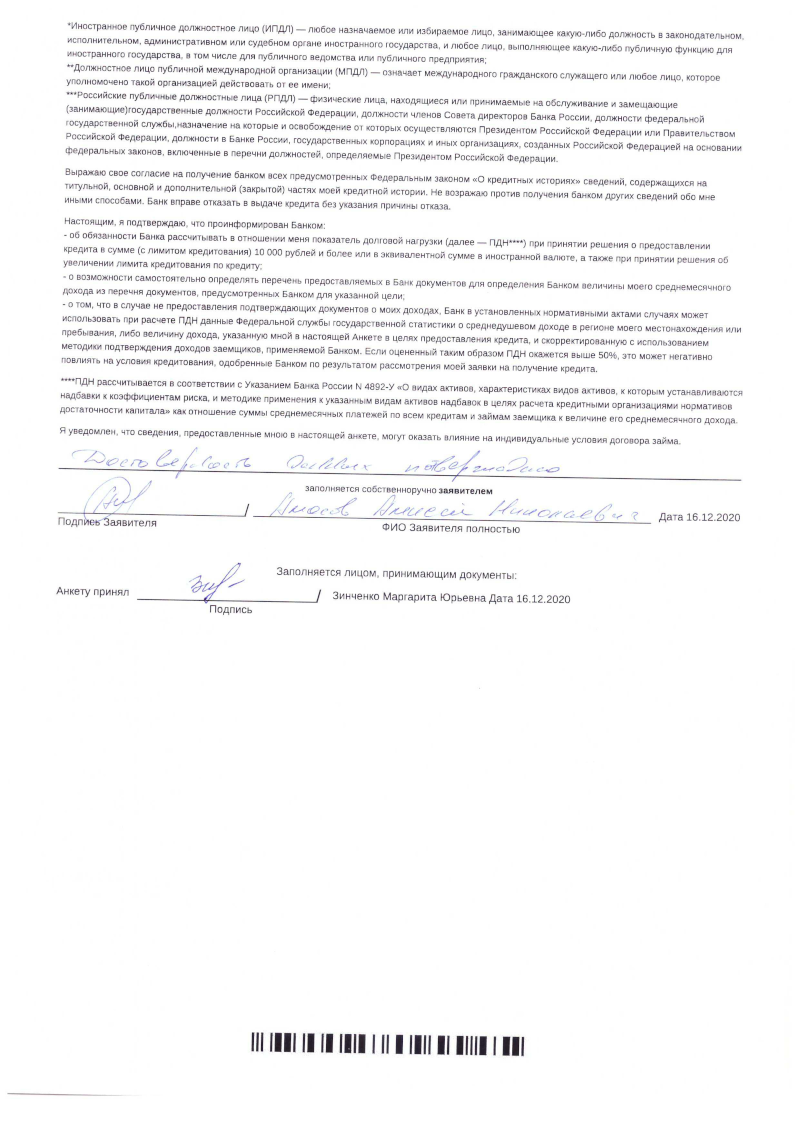 *Иностранное публичное должностное лицо (ИПДЛ) — любое назначаемое или избираемое лицо, занимающее какую-либо должность в законодательном,
исполнительном, административном или судебном органе иностранного государства, и любое лицо, выполняющее какую-либо публичную функцию для
иностранного государства, в том числе для публичного ведомства или публичного предприятия;
**Должностное лицо публичной международной организации (МПДЛ) — означает международного гражданского служащего или любое лицо, которое
уполномочено такой организацией действовать от ее имени;
***Российские публичные должностные лица (РПДЛ) — физические лица, находящиеся или принимаемые на обслуживание и замещающие
(занимающие)государственные должности Российской Федерации, должности членов Совета директоров Банка России, должности федеральной
государственной службы,назначение на которые и освобождение от которых осуществляются Президентом Российской Федерации или Правительством
Российской Федерации, должности в Банке России, государственных корпорациях и иных организациях, созданных Российской Федерацией на основании
федеральных законов, включенные в перечни должностей, определяемые Президентом Российской Федерации.
Выражаю свое согласие на получение банком всех предусмотренных Федеральным законом «О кредитных историях» сведений, содержащихся на
титульной, основной и дополнительной (закрытой) частях моей кредитной истории. Не возражаю против получения банком других сведений обо мне
иными способами. Банк вправе отказать в выдаче кредита без указания причины отказа.
Настоящим, я подтверждаю, что проинформирован Банком:
- об обязанности Банка рассчитывать в отношении меня показатель долговой нагрузки (далее — ПДН****) при принятии решения о предоставлении
кредита в сумме (с лимитом кредитования) 10 000 рублей и более или в эквивалентной сумме в иностранной валюте, а также при принятии решения об
увеличении лимита кредитования по кредиту;
- о возможности самостоятельно определять перечень предоставляемых в Банк документов для определения Банком величины моего среднемесячного
дохода из перечня документов, предусмотренных Банком для указанной цели;
- о том, что в случае не предоставления подтверждающих документов о моих доходах, Банк в установленных нормативными актами случаях может
использовать при расчете ПДН данные Федеральной службы государственной статистики о среднедушевом доходе в регионе моего местонахождения или
пребывания, либо величину дохода, указанную мной в настоящей Анкете в целях предоставления кредита, и скорректированную с использованием
методики подтверждения доходов заемщиков, применяемой Банком. Если оцененный таким образом ПДН окажется выше 50%, это может негативно
повлиять на условия кредитования, одобренные Банком по результатом рассмотрения моей заявки на получение кредита.
****ПДН рассчитывается в соответствии с Указанием Банка России N 4892-У «О видах активов, характеристиках видов активов, к которым устанавливаются
надбавки к коэффициентам риска, и методике применения к указанным видам активов надбавок в целях расчета кредитными организациями нормативов
достаточности капитала» как отношение суммы среднемесячных платежей по всем кредитам и займам заемщика к величине его среднемесячного дохода.
Я уведомлен, что сведения, предоставленные мною в настоящей анкете, могут оказать влияние на индивидуальные условия договора займа.
Достоверность данных подтверждаю
заполняется собственноручно заявителем
/ Амосов Алексей Николаевич Дата 16.12.2020
Подпись Заявителя ФИО Заявителя полностью
Заполняется лицом, принимающим документы:
Анкету принял / Зинченко Маргарита Юрьевна Дата 16.12.2020
Подпись